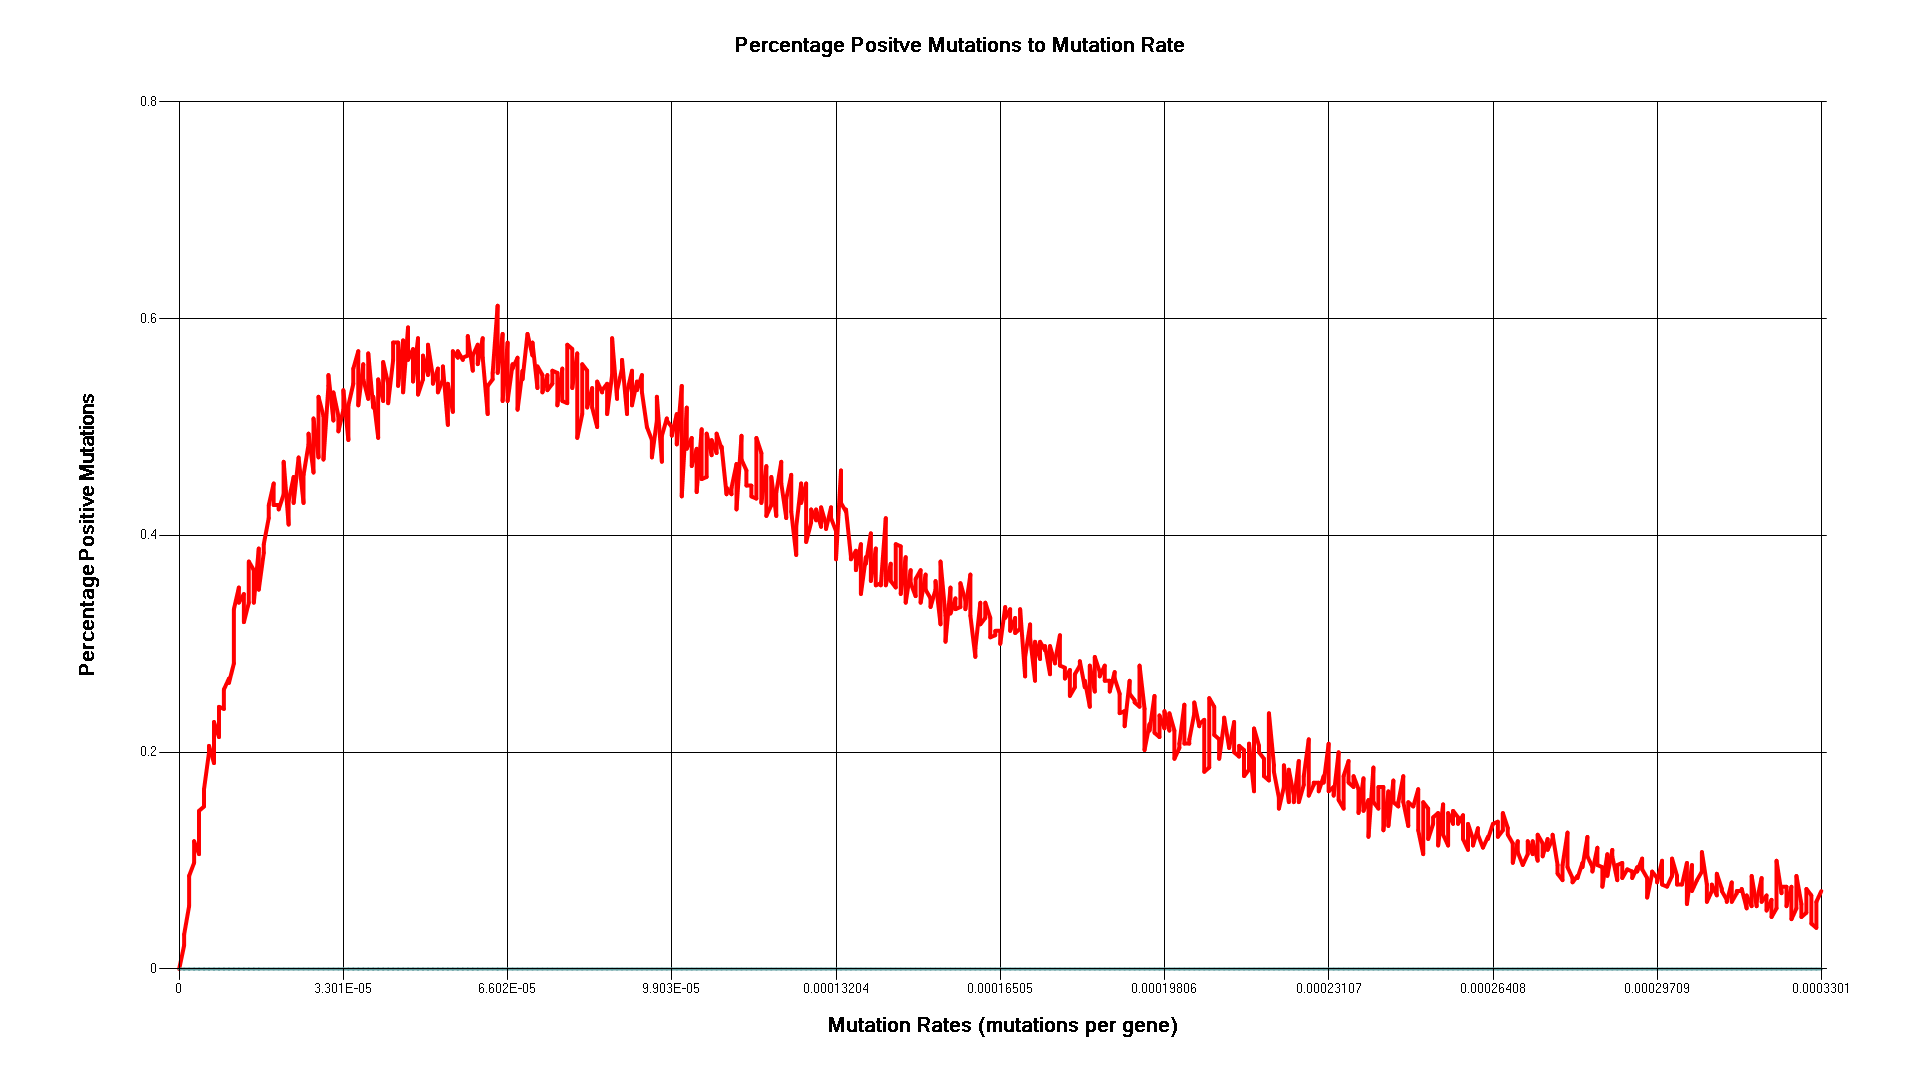 Percentage Positve Mutations to Mutation Rate
0.8
0.6
0.4
0.2
0
Percentage Positive Mutations
0 3.301E-05 6.602E-05 9.903E-05 0.00013204 0.00016505 0.00019806 0.00023107 0.00026408 0.00029709 0.0003301
Mutation Rates (mutations per gene)